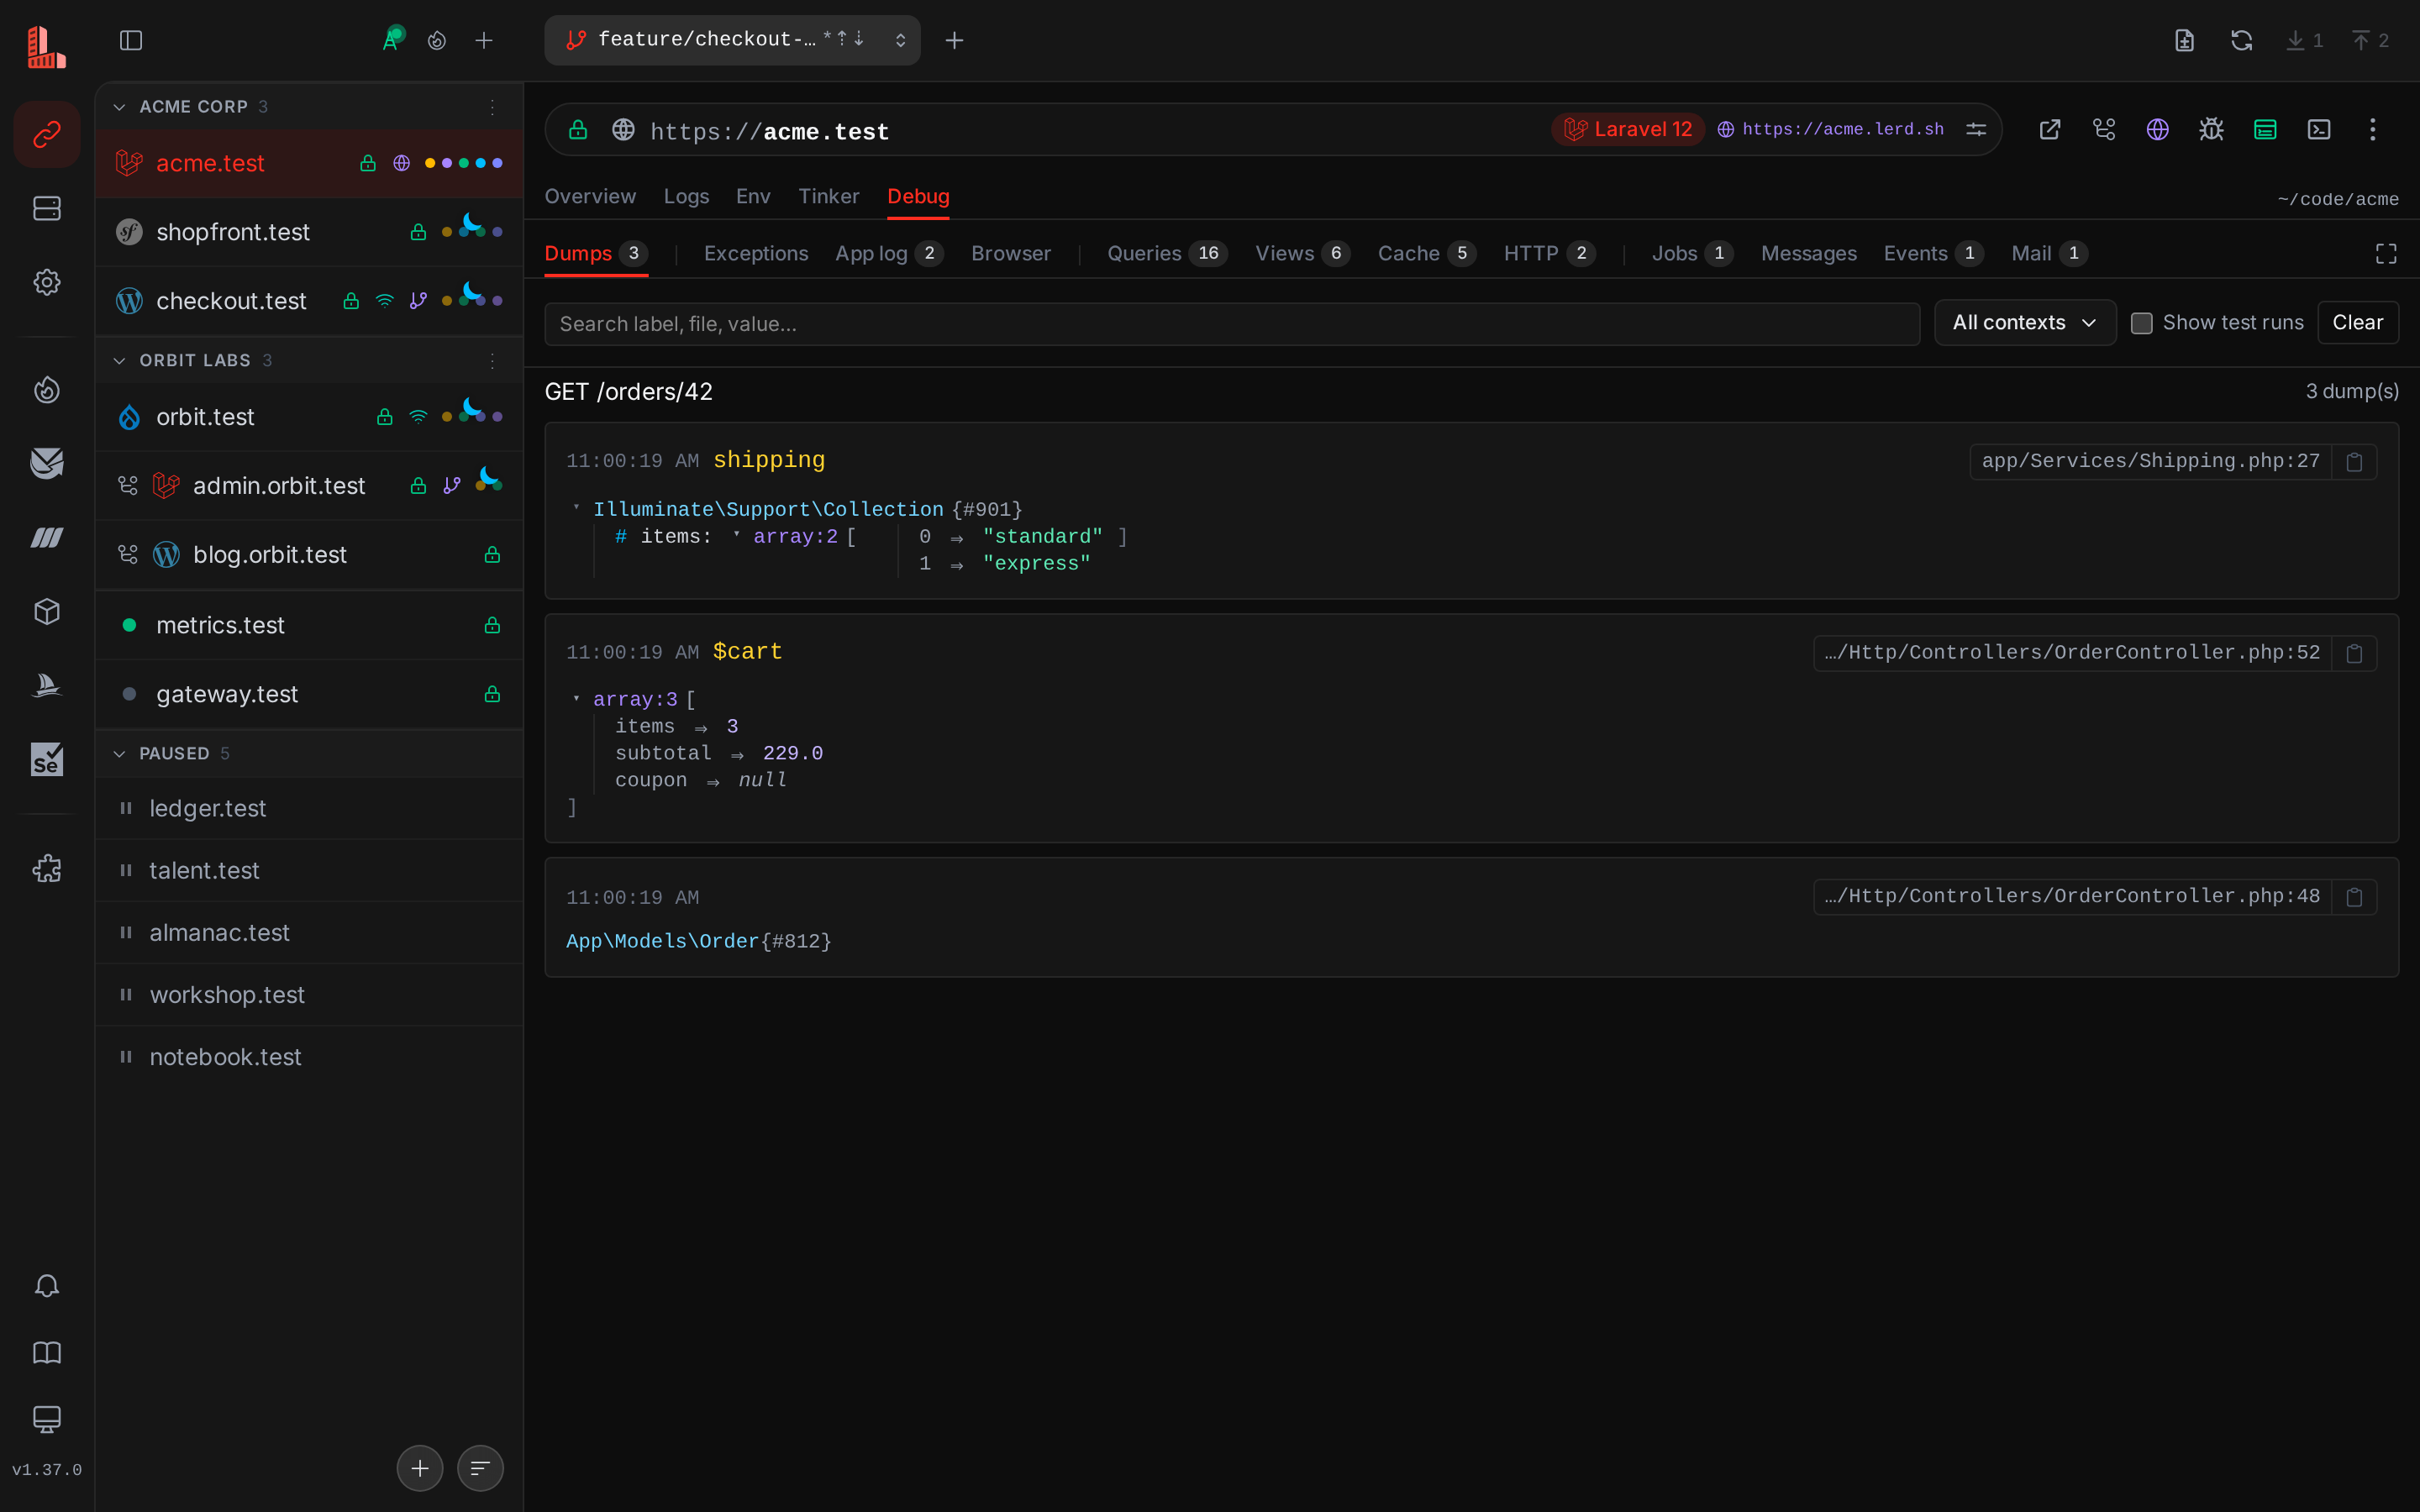 feature/checkout-… *↑↓
1
2
ACME CORP 3
acme.test
shopfront.test
checkout.test
ORBIT LABS 3
orbit.test
admin.orbit.test
blog.orbit.test
metrics.test
gateway.test
PAUSED 5
ledger.test
talent.test
almanac.test
workshop.test
notebook.test
Se
v1.37.0
https://acme.test
Laravel 12
https://acme.lerd.sh
Overview Logs Env Tinker Debug
~/code/acme
Dumps 3 Exceptions App log 2 Browser Queries 16 Views 6 Cache 5 HTTP 2 Jobs 1 Messages Events 1 Mail 1
Search label, file, value...
All contexts
Show test runs
Clear
GET /orders/42
3 dump(s)
11:00:19 AM shipping
app/Services/Shipping.php:27
▾ Illuminate\Support\Collection {#901}
# items: ▾ array:2 [ 0 ⇒ "standard" ]
1 ⇒ "express"
11:00:19 AM $cart
…/Http/Controllers/OrderController.php:52
▾ array:3 [
items ⇒ 3
subtotal ⇒ 229.0
coupon ⇒ null
]
11:00:19 AM
…/Http/Controllers/OrderController.php:48
App\Models\Order{#812}